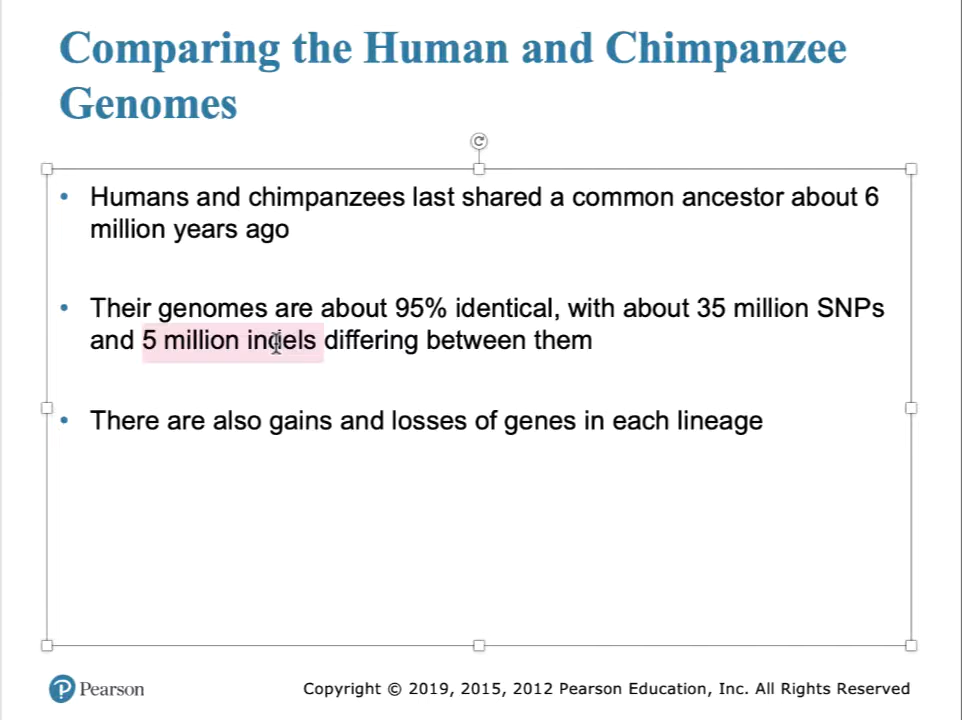 Comparing the Human and Chimpanzee
Genomes
• Humans and chimpanzees last shared a common ancestor about 6
million years ago
• Their genomes are about 95% identical, with about 35 million SNPs
and 5 million indels differing between them
• There are also gains and losses of genes in each lineage
Pearson
Copyright © 2019, 2015, 2012 Pearson Education, Inc. All Rights Reserved